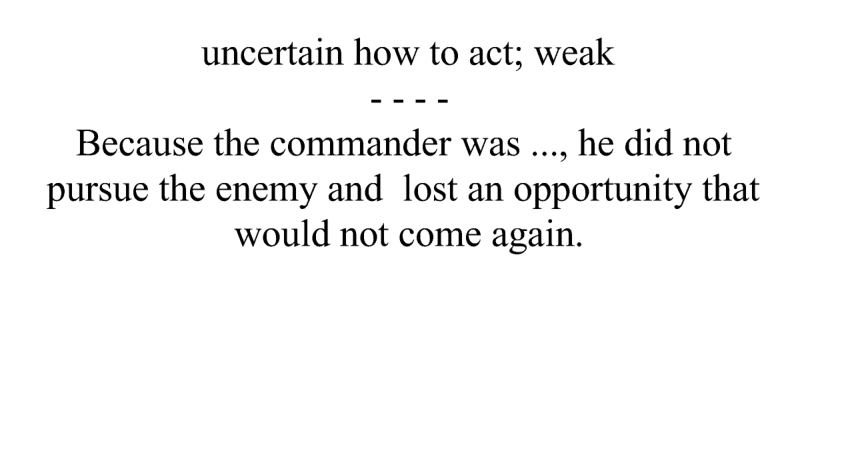 uncertain how to act; weak
- - - -
Because the commander was ..., he did not
pursue the enemy and  lost an opportunity that
would not come again.